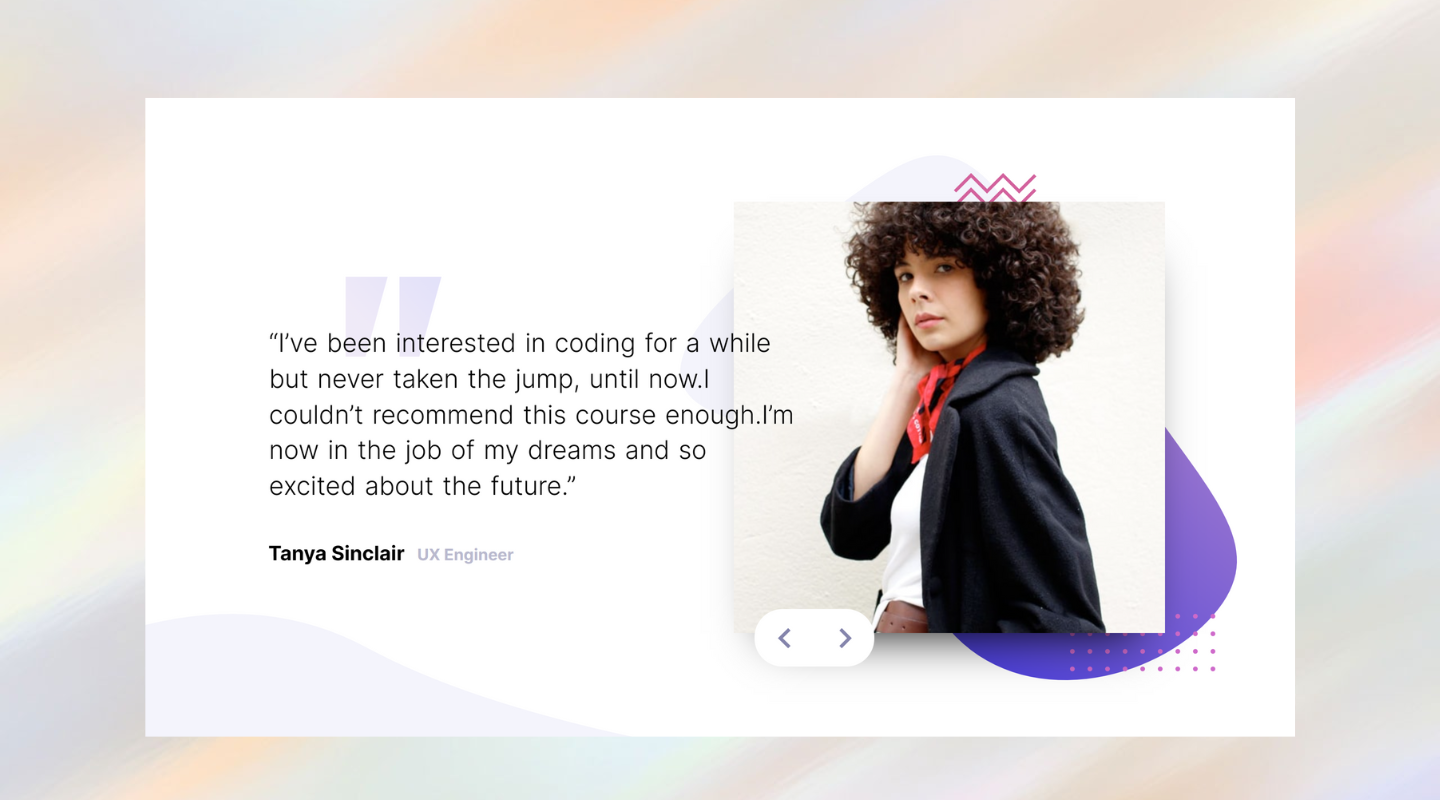 “I’ve been interested in coding for a while
but never taken the jump, until now.I
couldn’t recommend this course enough.I’m
now in the job of my dreams and so
excited about the future.”
Tanya Sinclair UX Engineer